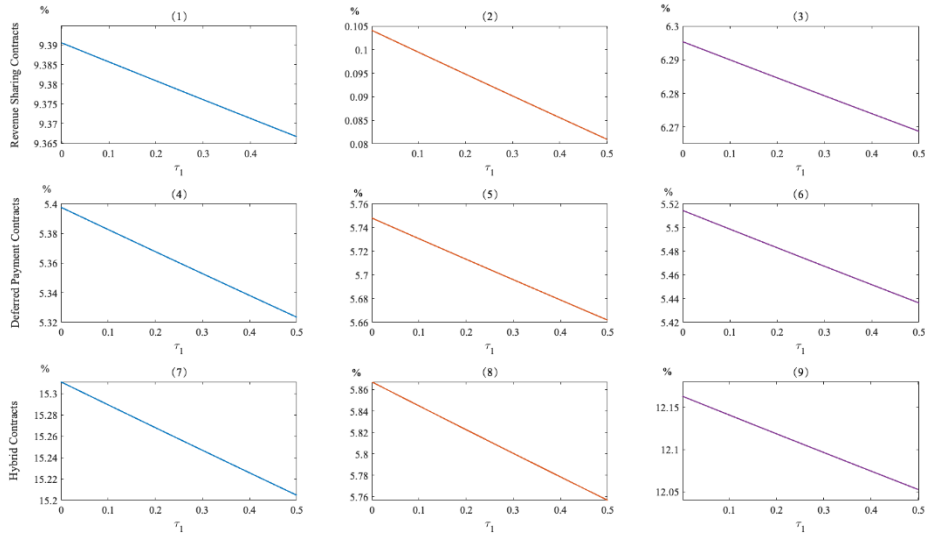 % (1) % (2) % (3)
Revenue Sharing Contracts
9.39
9.385
9.38
9.375
9.37
9.365
0 0.1 0.2 0.3 0.4
τ1
0.105
0.1
0.095
0.09
0.085
0.08
0.1 0.2 0.3 0.4 0.5
τ1
6.3
6.29
6.28
6.27
0 0.1 0.2 0.3 0.4 0.5
τ1
% (4) % (5) % (6)
Deferred Payment Contracts
5.4
5.38
5.36
5.34
5.32
0 0.1 0.2 0.3 0.4 0.5
τ1
5.76
5.74
5.72
5.7
5.68
5.66
0 0.1 0.2 0.3 0.4 0.5
τ1
5.52
5.5
5.48
5.46
5.44
5.42
0 0.1 0.2 0.3 0.4 0.5
τ1
% (7) % (8) % (9)
Hybrid Contracts
15.3
15.28
15.26
15.24
15.22
15.2
0 0.1 0.2 0.3 0.4 0.5
τ1
5.86
5.84
5.82
5.8
5.78
5.76
0 0.1 0.2 0.3 0.4 0.5
τ1
12.15
12.1
12.05
0.1 0.2 0.3 0.4 0.5
τ1